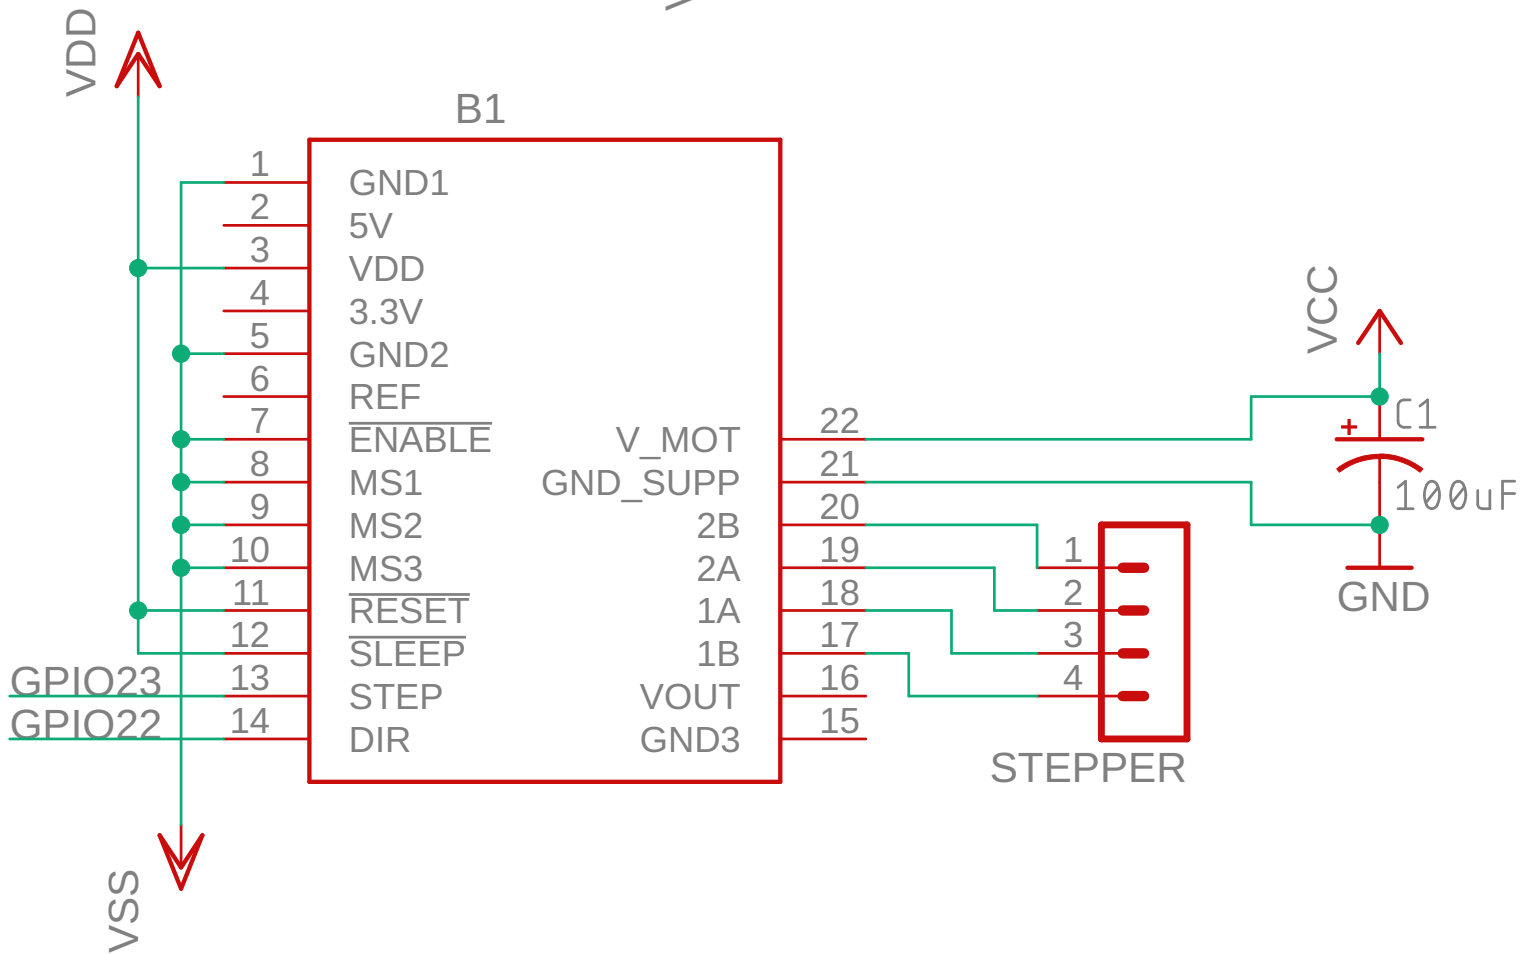 VDD
B1
1 GND1
2 5V
3 VDD
4 3.3V
5 GND2
6 REF
7 ENABLE
8 MS1
9 MS2
10 MS3
11 RESET
12 SLEEP
GPIO23 13 STEP
GPIO22 14 DIR
V_MOT 22
GND_SUPP 21
2B 20
2A 19
1A 18
1B 17
VOUT 16
GND3 15
1
2
3
4
STEPPER
VCC
C1
+
100uF
GND
VSS